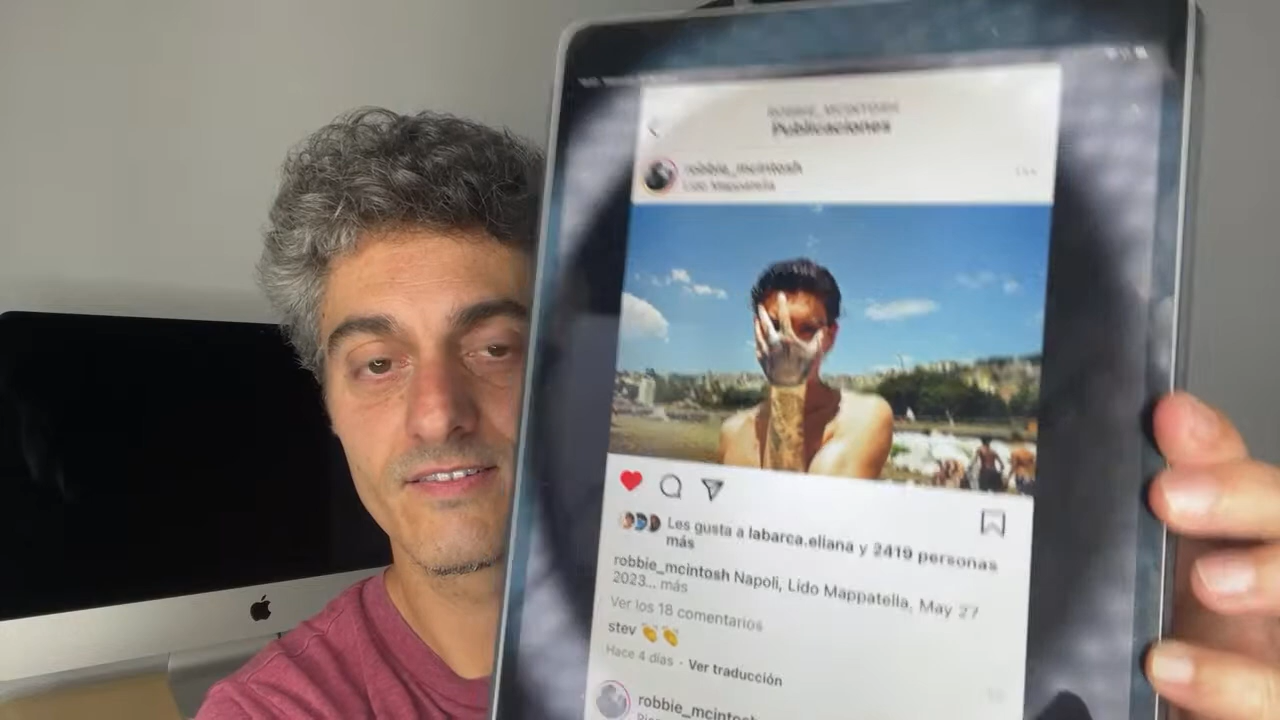 ROBBIE_MCINTOSH
Publicaciones
robbie_mcintosh
Lido Mappatella
Les gusta a labarca.eliana y 2419 personas
más
robbie_mcintosh Napoli, Lido Mappatella, May 27
2023... más
Ver los 18 comentarios
stev 👏👏
Hace 4 días · Ver traducción
robbie_mcintosh